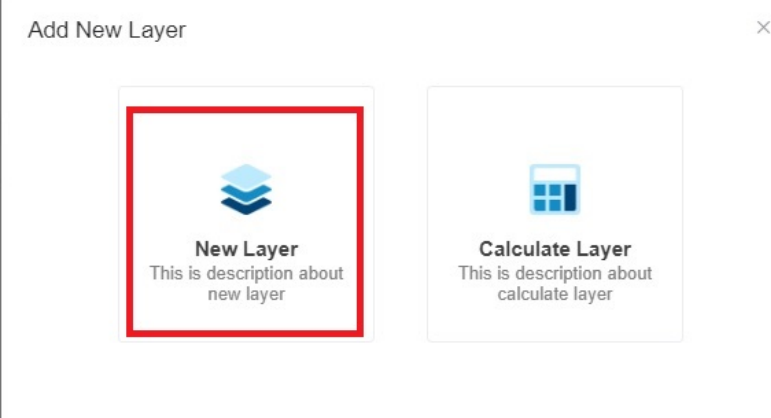 Add New Layer
New Layer
This is description about
new layer
Calculate Layer
This is description about
calculate layer